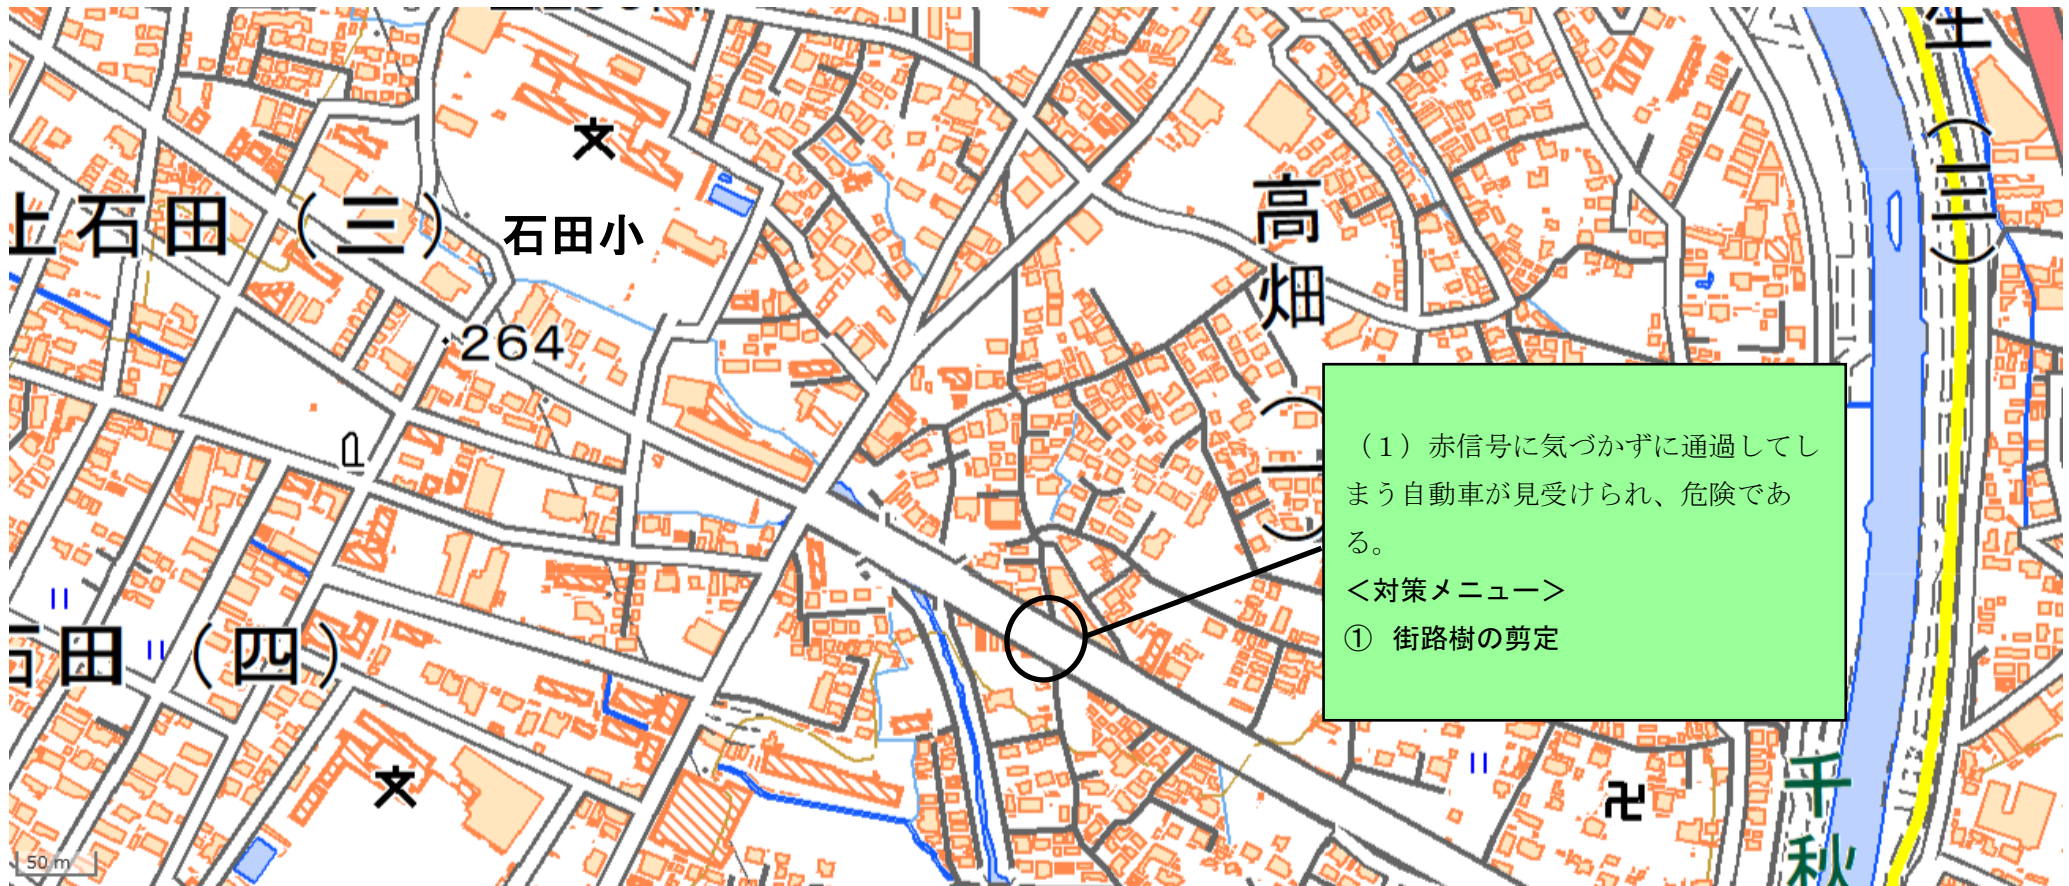 上石田（三）
石田小
264
高畑（一）
（三）
石田（四）
千秋
50 m
（１）赤信号に気づかずに通過してし
まう自動車が見受けられ、危険であ
る。
＜対策メニュー＞
① 街路樹の剪定